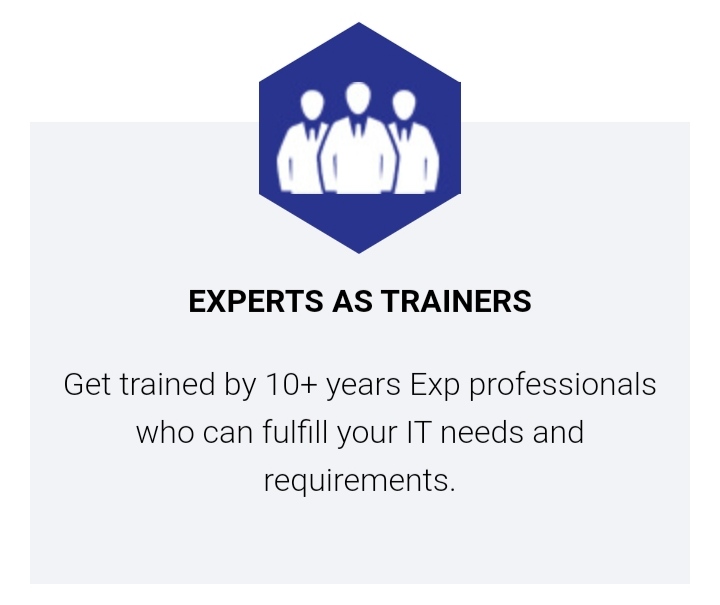 EXPERTS AS TRAINERS
Get trained by 10+ years Exp professionals
who can fulfill your IT needs and
requirements.